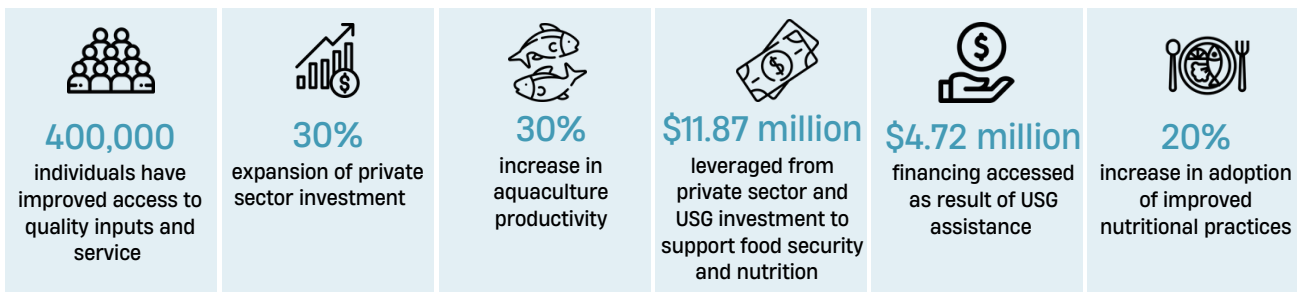 400,000
individuals have
improved access to
quality inputs and
service
30%
expansion of private
sector investment
30%
increase in
aquaculture
productivity
$11.87 million
leveraged from
private sector and
USG investment to
support food security
and nutrition
$4.72 million
financing accessed
as result of USG
assistance
20%
increase in adoption
of improved
nutritional practices